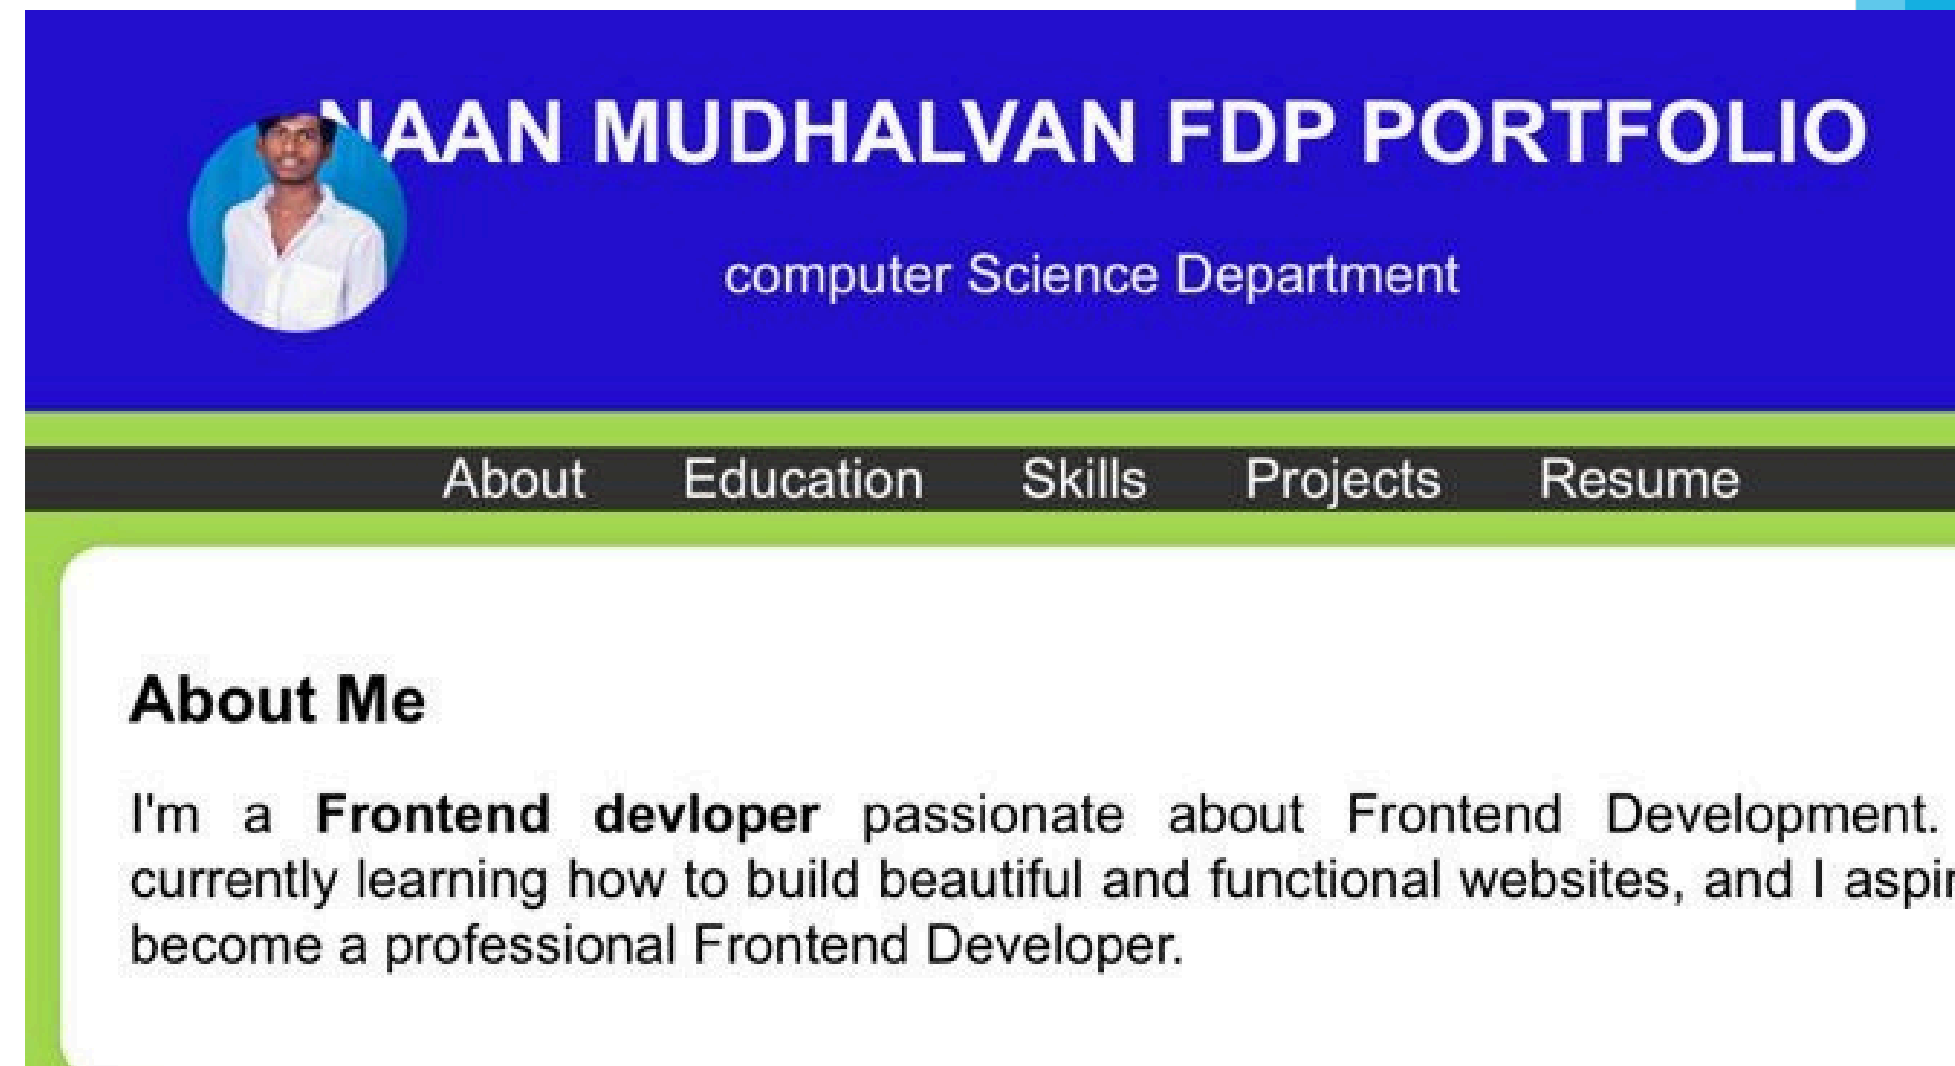 NAAN MUDHALVAN FDP PORTFOLIO
computer Science Department
About Education Skills Projects Resume
About Me
I'm a Frontend devloper passionate about Frontend Development.
currently learning how to build beautiful and functional websites, and I
become a professional Frontend Developer.